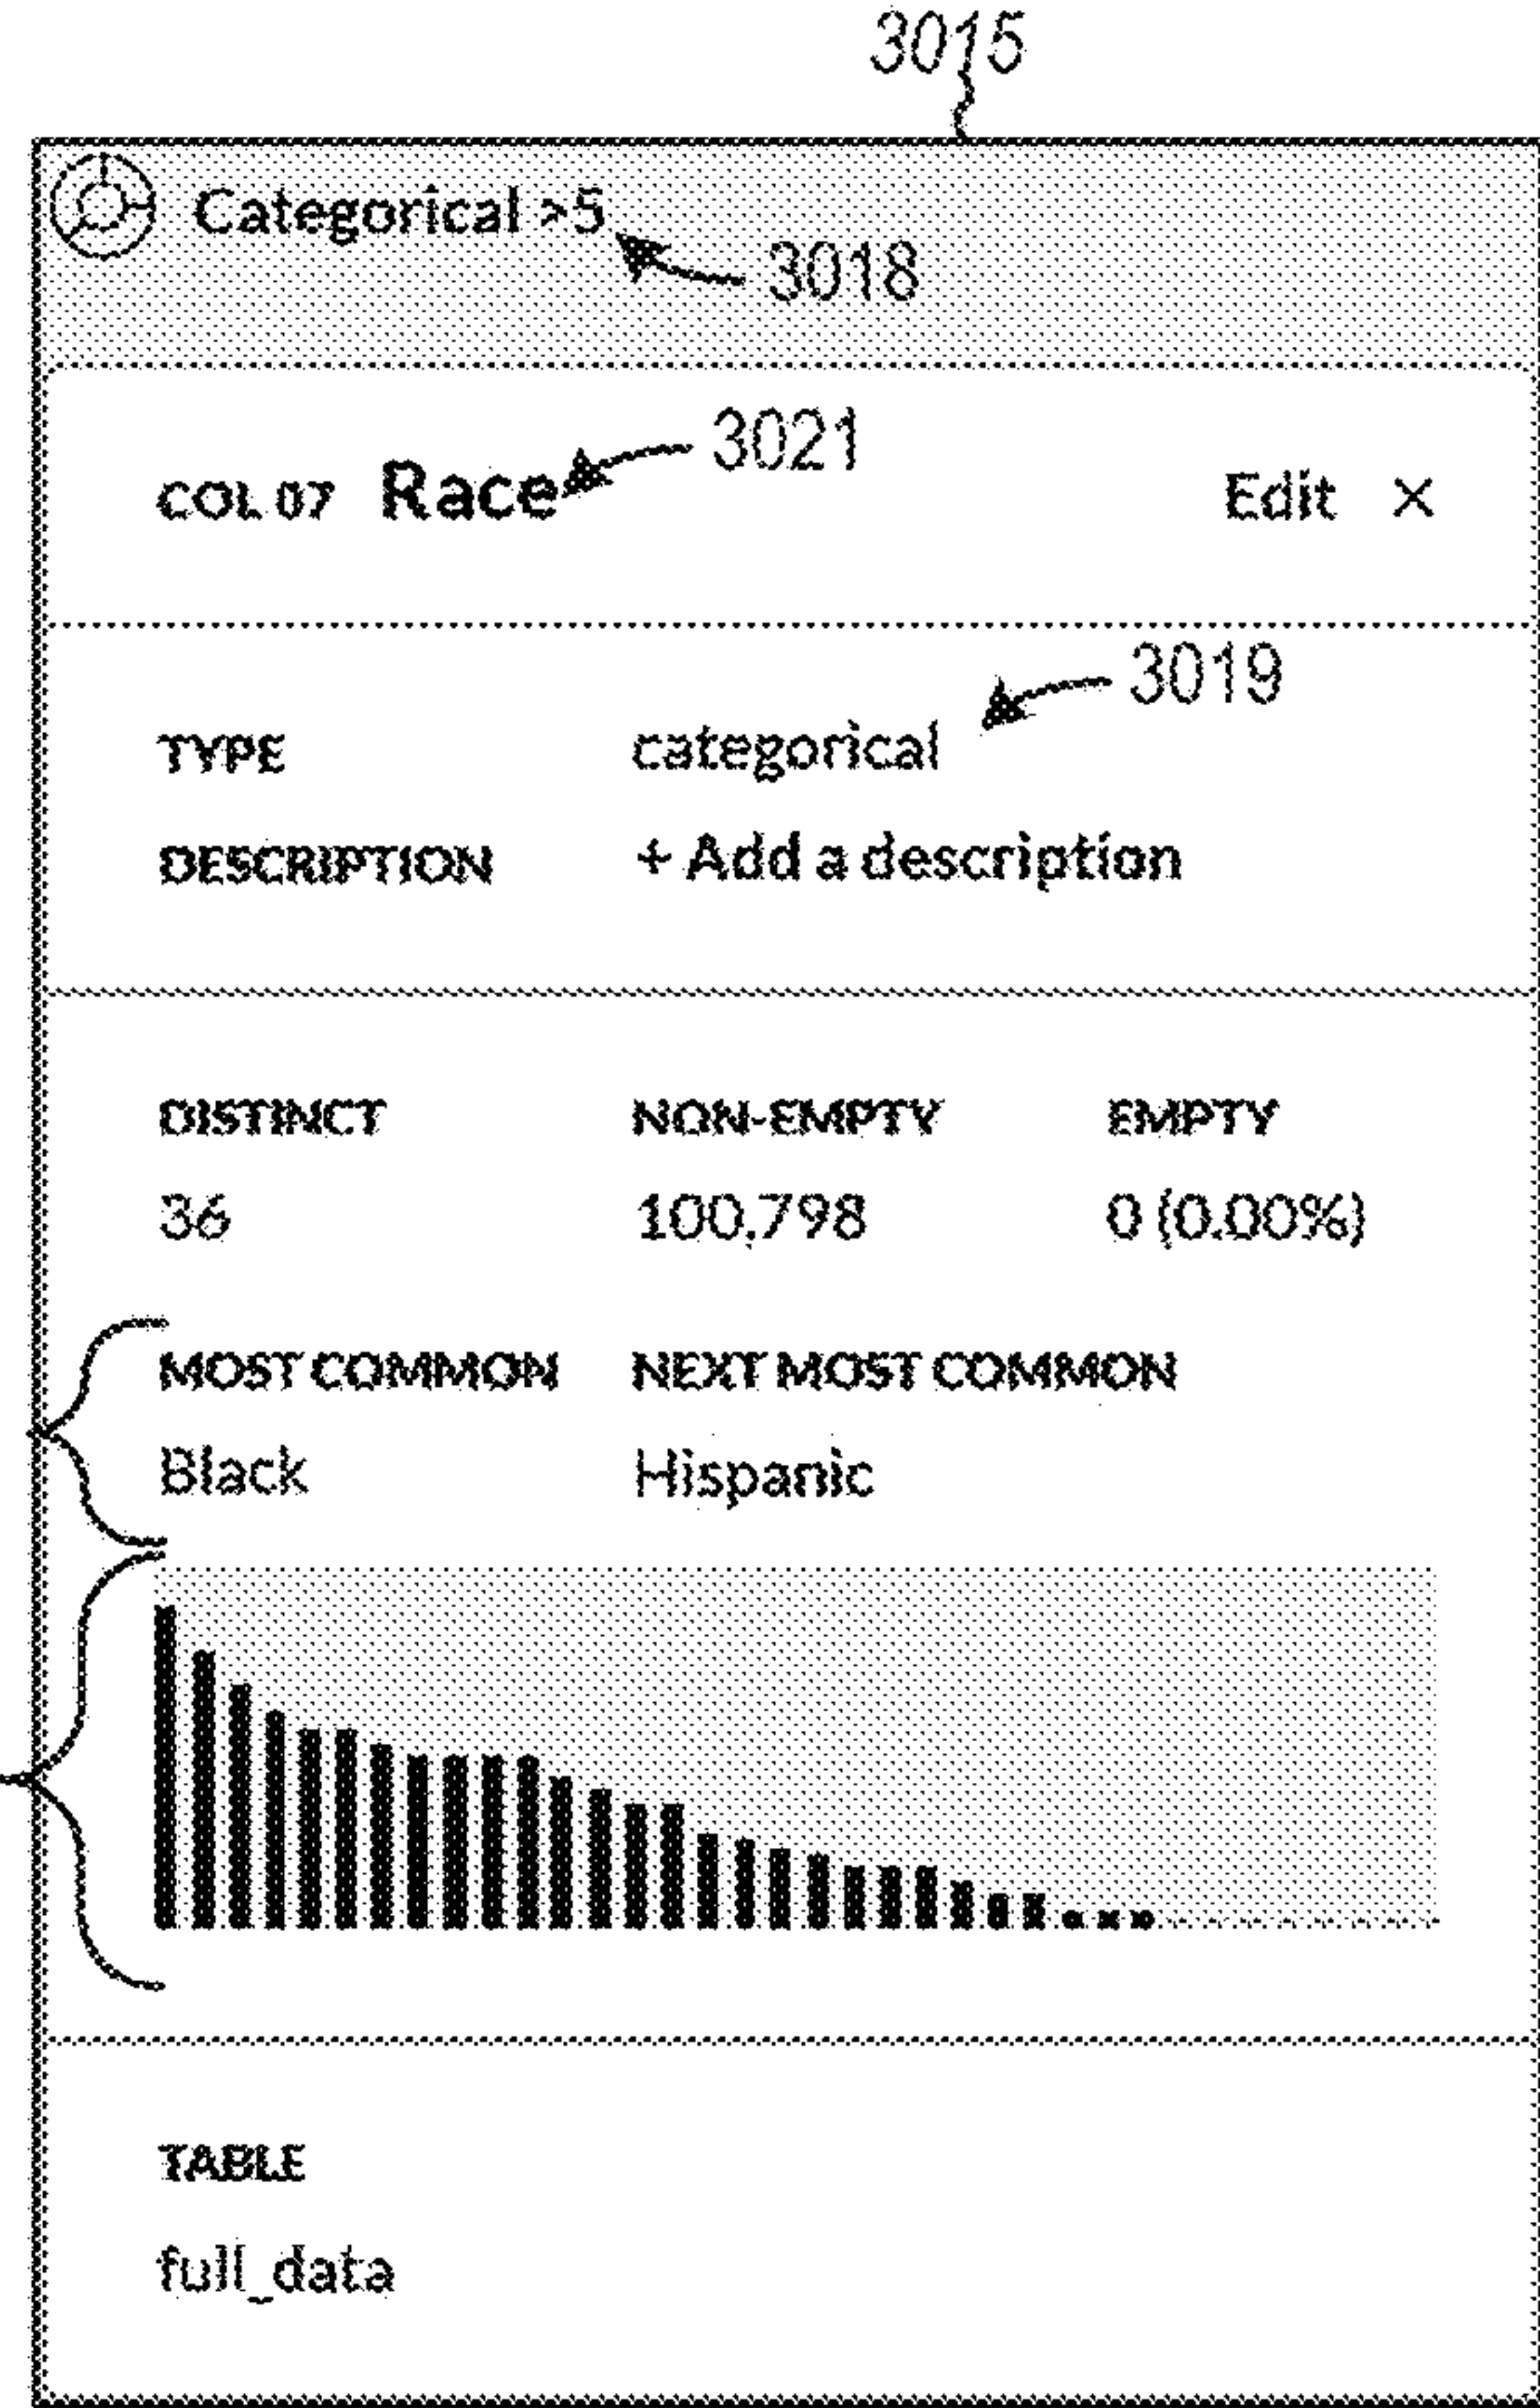 3015
Categorical >5
3018
COL 07 Race 3021 Edit ×
3019
TYPE categorical
DESCRIPTION + Add a description
DISTINCT NON-EMPTY EMPTY
36 100,798 0 (0.00%)
MOST COMMON NEXT MOST COMMON
Black Hispanic
TABLE
full_data